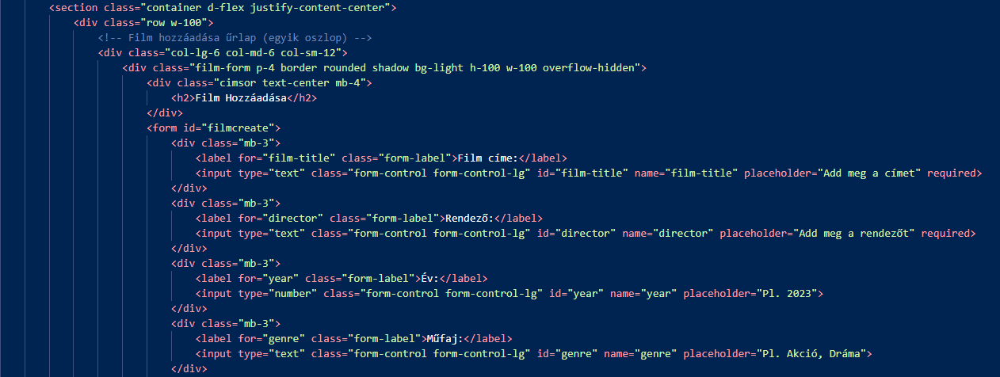 <section class="container d-flex justify-content-center">
<div class="row w-100">
<!-- Film hozzáadása űrlap (egyik oszlop) -->
<div class="col-lg-6 col-md-6 col-sm-12">
<div class="film-form p-4 border rounded shadow bg-light h-100 w-100 overflow-hidden">
<div class="cimsor text-center mb-4">
<h2>Film Hozzáadása</h2>
</div>
<form id="filmcreate">
<div class="mb-3">
<label for="film-title" class="form-label">Film címe:</label>
<input type="text" class="form-control form-control-lg" id="film-title" name="film-title" placeholder="Add meg a címet" required>
</div>
<div class="mb-3">
<label for="director" class="form-label">Rendező:</label>
<input type="text" class="form-control form-control-lg" id="director" name="director" placeholder="Add meg a rendezőt" required>
</div>
<div class="mb-3">
<label for="year" class="form-label">Év:</label>
<input type="number" class="form-control form-control-lg" id="year" name="year" placeholder="Pl. 2023">
</div>
<div class="mb-3">
<label for="genre" class="form-label">Műfaj:</label>
<input type="text" class="form-control form-control-lg" id="genre" name="genre" placeholder="Pl. Akció, Dráma">
</div>